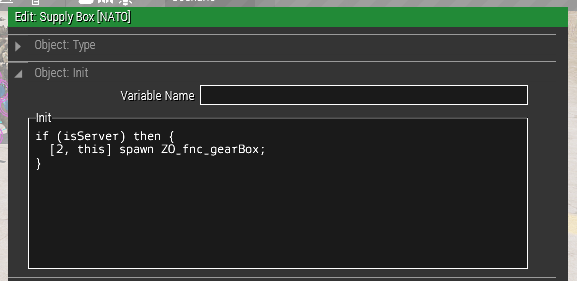 Edit: Supply Box [NATO]
Object: Type
Object: Init
Variable Name
Init
if (isServer) then {
[2, this] spawn ZO_fnc_gearBox;
}